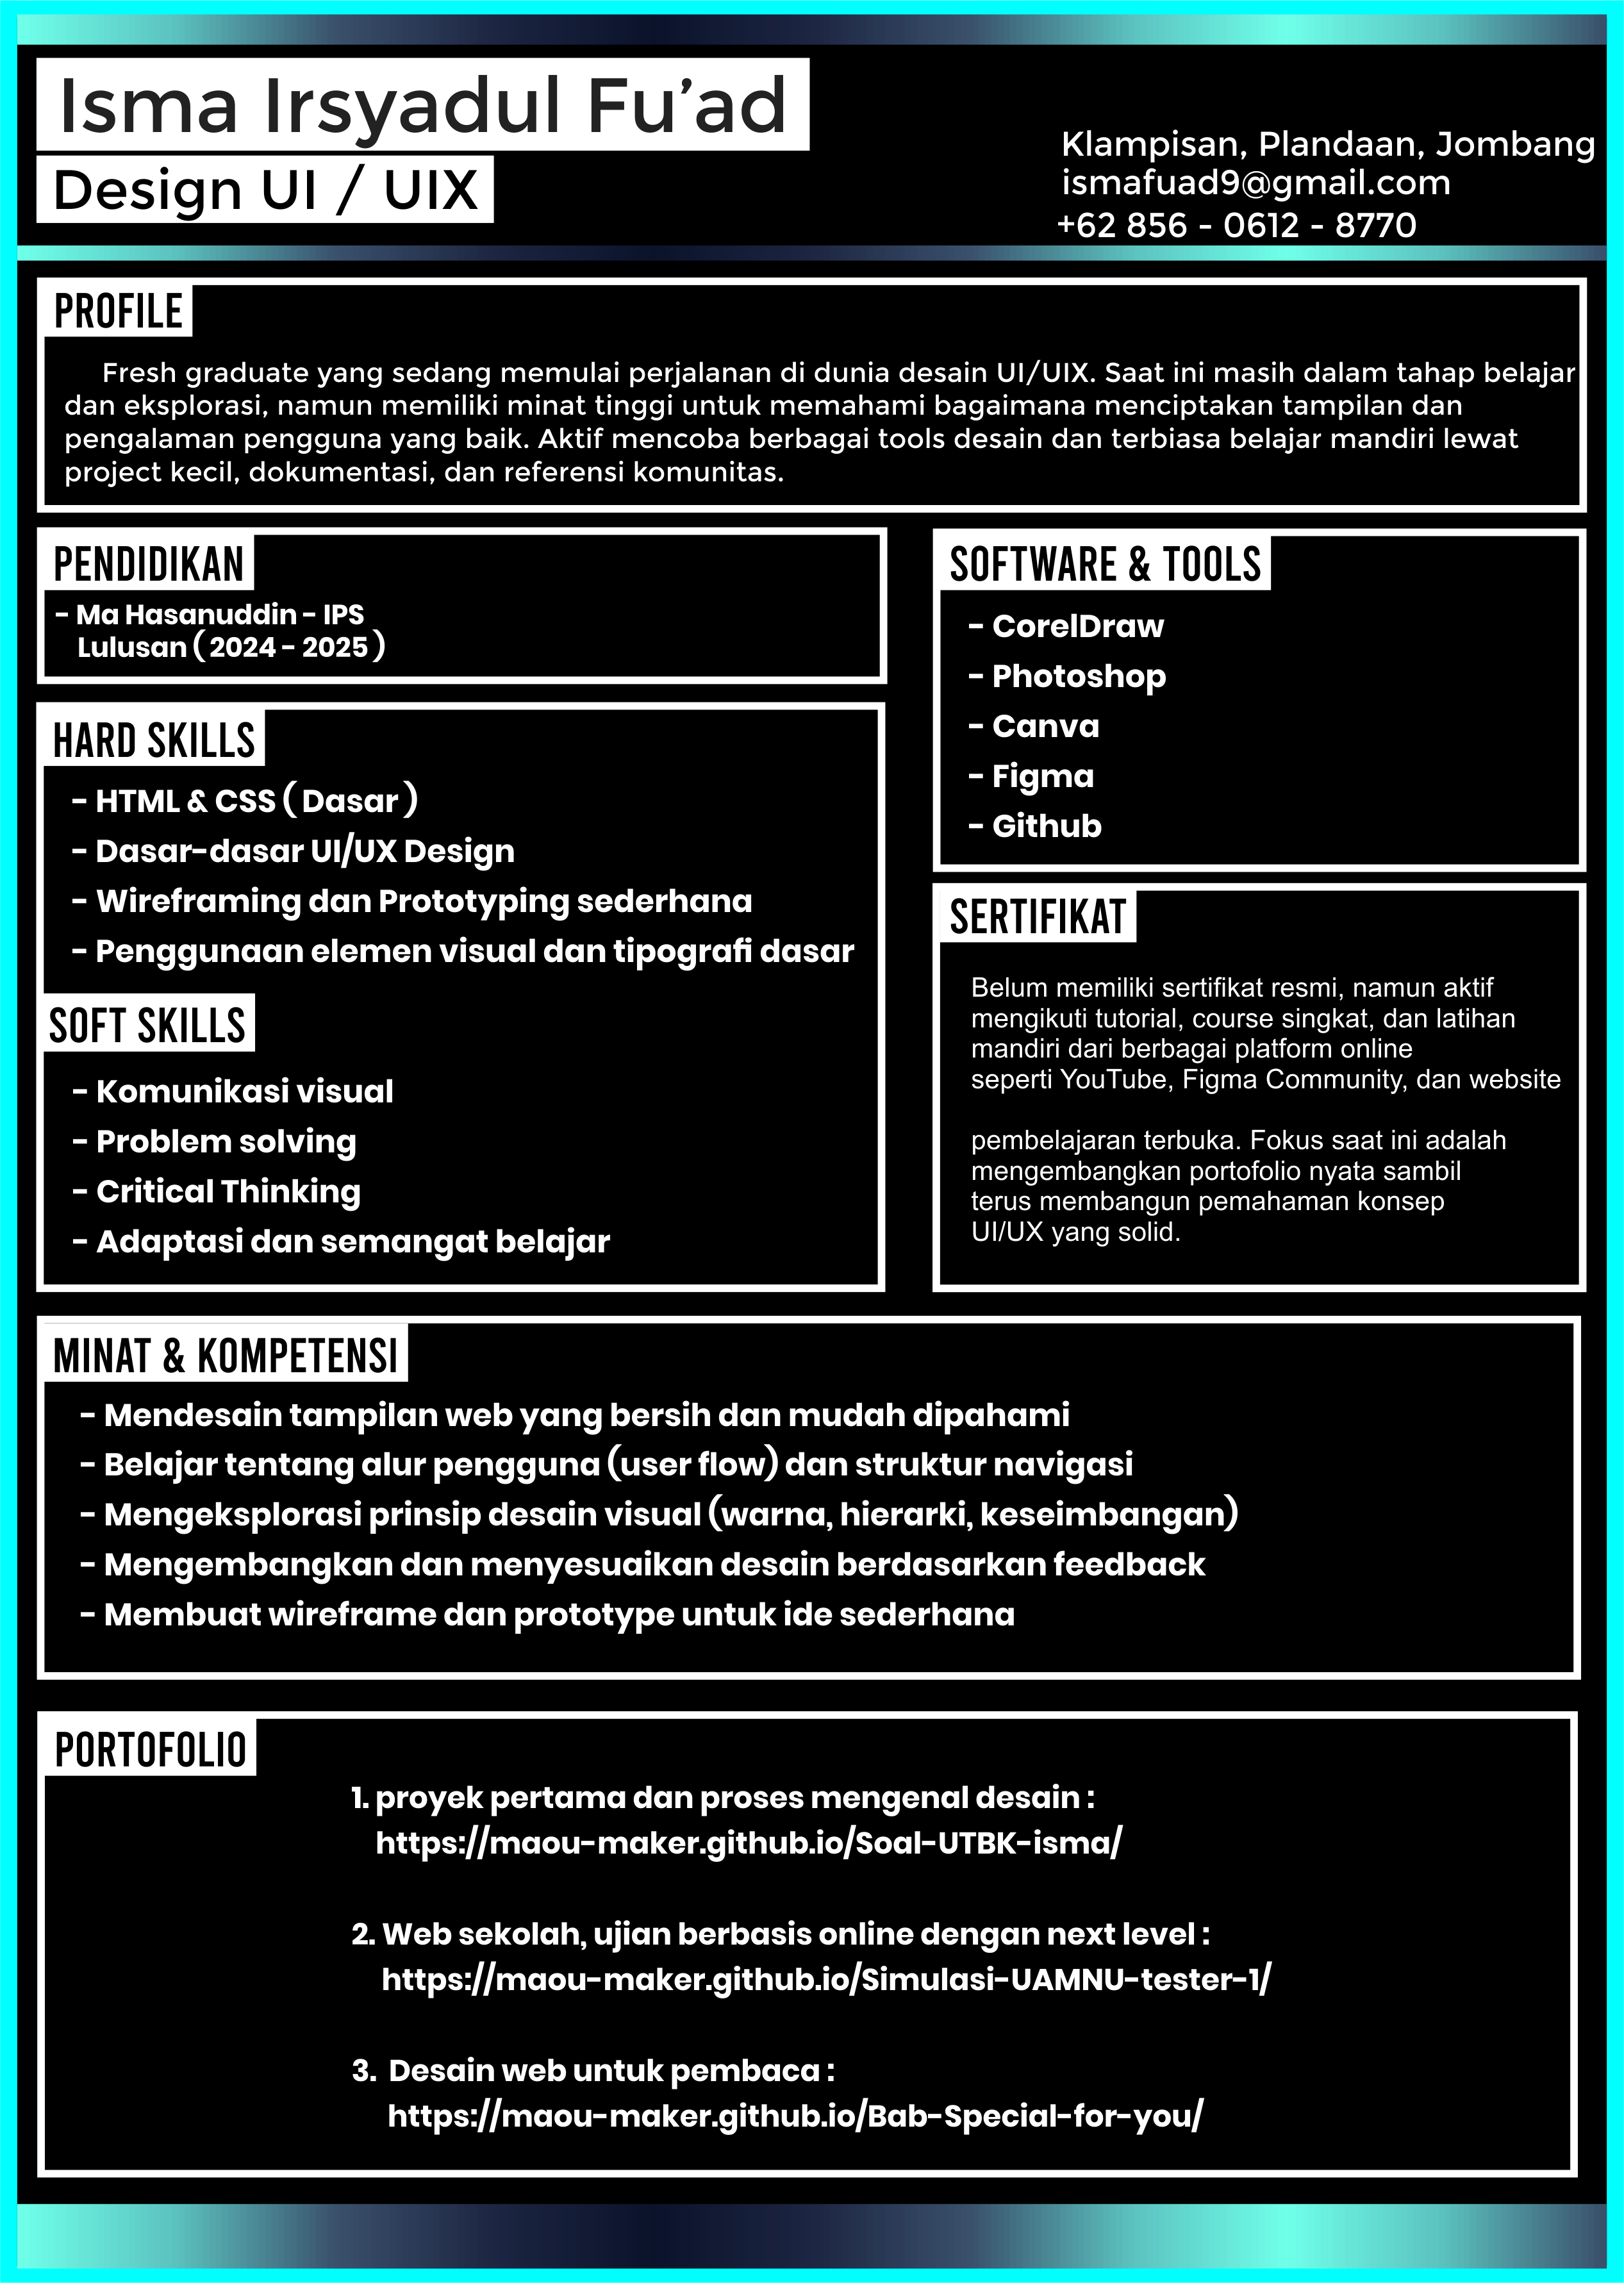 Isma Irsyadul Fu’ad
Design UI / UIX
Klampisan, Plandaan, Jombang
ismafuad9@gmail.com
+62 856 - 0612 - 8770
PROFILE
Fresh graduate yang sedang memulai perjalanan di dunia desain UI/UIX. Saat ini masih dalam tahap belajar
dan eksplorasi, namun memiliki minat tinggi untuk memahami bagaimana menciptakan tampilan dan
pengalaman pengguna yang baik. Aktif mencoba berbagai tools desain dan terbiasa belajar mandiri lewat
project kecil, dokumentasi, dan referensi komunitas.
PENDIDIKAN
- Ma Hasanuddin - IPS
Lulusan ( 2024 - 2025 )
HARD SKILLS
- HTML & CSS ( Dasar )
- Dasar-dasar UI/UX Design
- Wireframing dan Prototyping sederhana
- Penggunaan elemen visual dan tipografi dasar
SOFT SKILLS
- Komunikasi visual
- Problem solving
- Critical Thinking
- Adaptasi dan semangat belajar
SOFTWARE & TOOLS
- CorelDraw
- Photoshop
- Canva
- Figma
- Github
SERTIFIKAT
Belum memiliki sertifikat resmi, namun aktif
mengikuti tutorial, course singkat, dan latihan
mandiri dari berbagai platform online
seperti YouTube, Figma Community, dan website
pembelajaran terbuka. Fokus saat ini adalah
mengembangkan portofolio nyata sambil
terus membangun pemahaman konsep
UI/UX yang solid.
MINAT & KOMPETENSI
- Mendesain tampilan web yang bersih dan mudah dipahami
- Belajar tentang alur pengguna (user flow) dan struktur navigasi
- Mengeksplorasi prinsip desain visual (warna, hierarki, keseimbangan)
- Mengembangkan dan menyesuaikan desain berdasarkan feedback
- Membuat wireframe dan prototype untuk ide sederhana
PORTOFOLIO
1. proyek pertama dan proses mengenal desain :
https://maou-maker.github.io/Soal-UTBK-isma/
2. Web sekolah, ujian berbasis online dengan next level :
https://maou-maker.github.io/Simulasi-UAMNU-tester-1/
3. Desain web untuk pembaca :
https://maou-maker.github.io/Bab-Special-for-you/